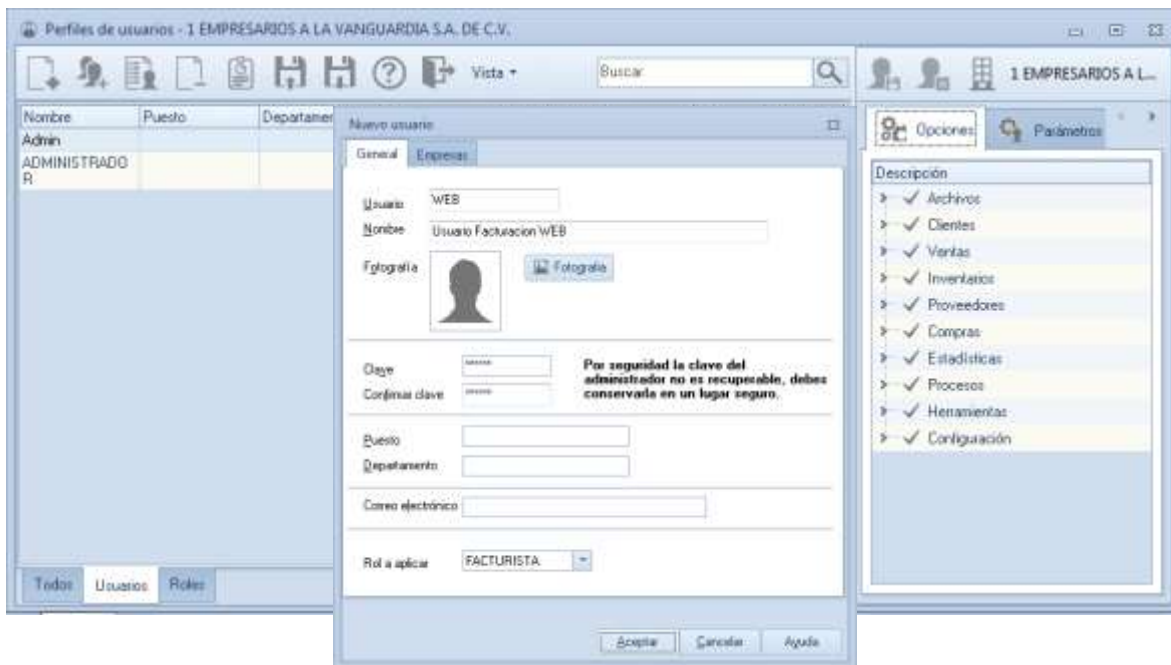 Perfiles de usuarios - 1 EMPRESARIOS A LA VANGUARDIA S.A. DE C.V.
Vista
Buscar
1 EMPRESARIOS A L...
Nombre Puesto Departamen
Admin
ADMINISTRADO
R
Todos Usuarios Roles
Nuevo usuario
General Empresas
Usuario WEB
Nombre Usuario Facturacion WEB
Fotografía Fotografía
Clave ******
Confirmar clave ******
Por seguridad la clave del
administrador no es recuperable, debes
conservarla en un lugar seguro.
Puesto
Departamento
Correo electrónico
Rol a aplicar FACTURISTA
Aceptar Cancelar Ayuda
Opciones Parámetros
Descripción
Archivos
Clientes
Ventas
Inventarios
Proveedores
Compras
Estadísticas
Procesos
Herramientas
Configuración